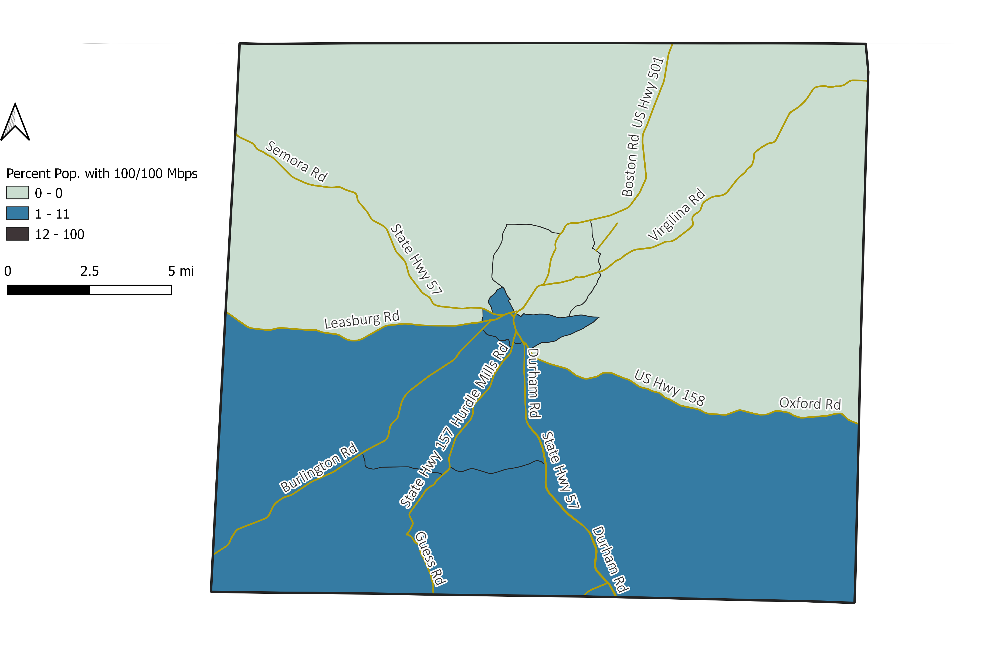 Percent Pop. with 100/100 Mbps
0 - 0
1 - 11
12 - 100
0 2.5 5 mi
US Hwy 501
Boston Rd
Semora Rd
Virgilina Rd
State Hwy 57
Leasburg Rd
Hurdle Mills Rd
Durham Rd
US Hwy 158
Oxford Rd
State Hwy 157
State Hwy 57
Burlington Rd
Guess Rd
Durham Rd